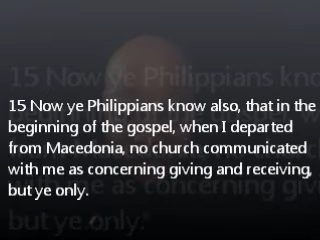 15 Now ye Philippians know also, that in the
beginning of the gospel, when I departed
from Macedonia, no church communicated
with me as concerning giving and receiving,
but ye only.